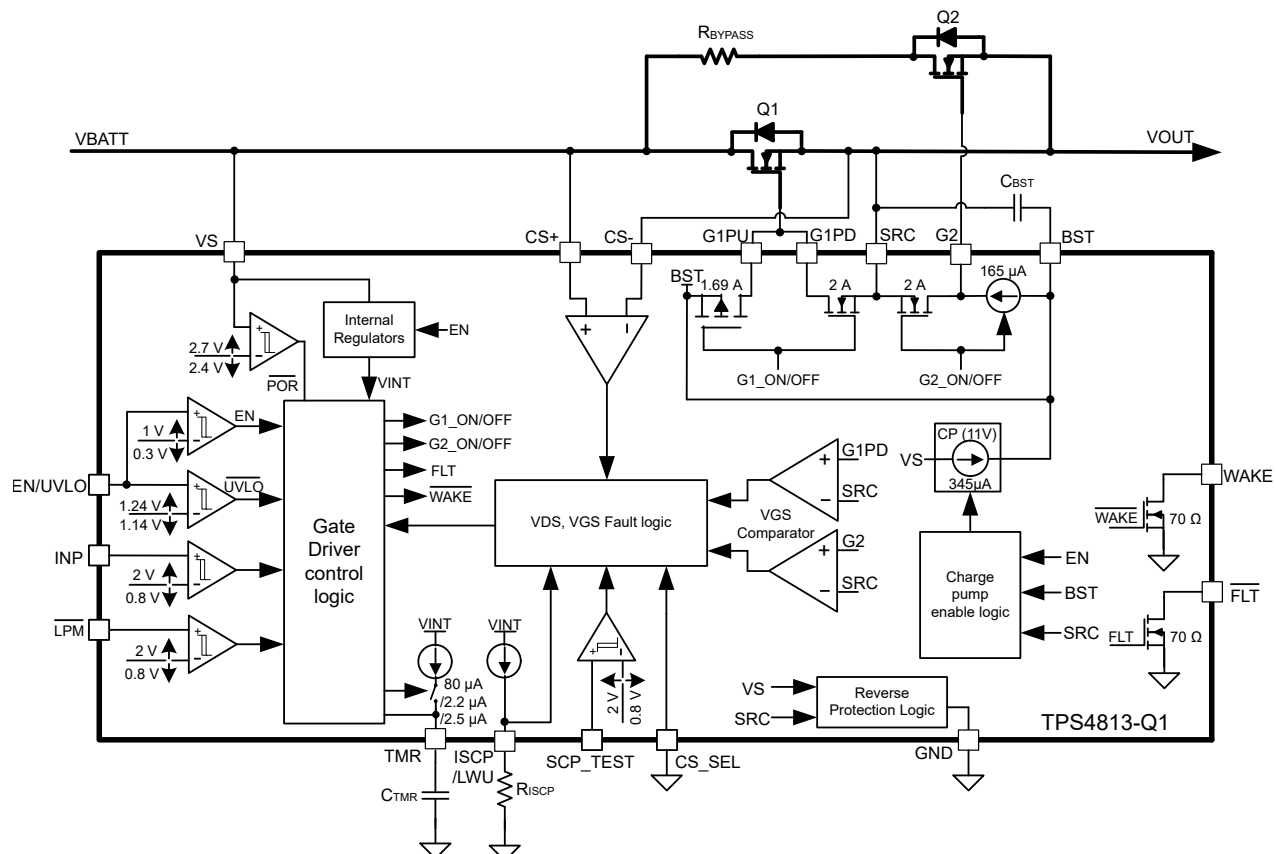 Q2
RBYPASS
Q1
VBATT
VOUT
CBST
VS
CS+
CS-
G1PU
G1PD
SRC
G2
BST
BST
1.69 A
2 A
2 A
165 µA
Internal
Regulators
EN
2.7 V
2.4 V
POR
VINT
G1_ON/OFF
G2_ON/OFF
EN
1 V
0.3 V
G1_ON/OFF
G2_ON/OFF
FLT
WAKE
CP (11V)
VS
345µA
EN/UVLO
UVLO
1.24 V
1.14 V
Gate
Driver
control
logic
VDS, VGS Fault logic
G1PD
SRC
VGS
Comparator
G2
SRC
WAKE
WAKE
70 Ω
INP
2 V
0.8 V
Charge
pump
enable logic
EN
BST
SRC
FLT
FLT
70 Ω
LPM
2 V
0.8 V
VINT
VINT
80 µA
/2.2 µA
/2.5 µA
2 V
0.8 V
VS
SRC
Reverse
Protection Logic
TPS4813-Q1
TMR
ISCP
/LWU
SCP_TEST
CS_SEL
GND
CTMR
RISCP